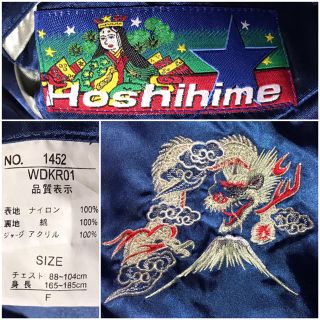 Hoshihime
NO. 1452
WDKR01
品質表示
表地 ナイロン 100%
裏地 綿 100%
ジャージ アクリル 100%
SIZE
チェスト 88~104cm
身長 165~185cm
F